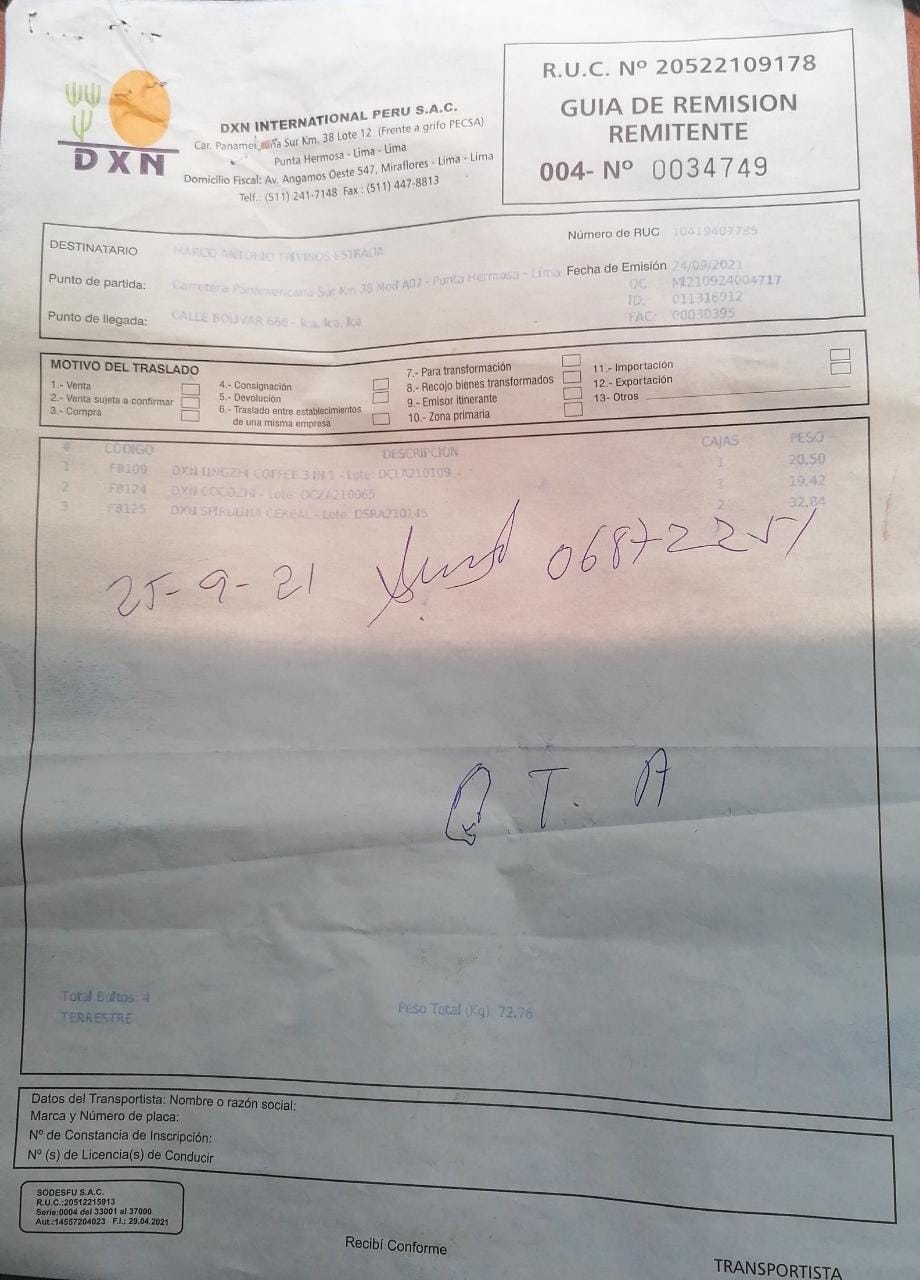 DXN
DXN INTERNATIONAL PERU S.A.C.
Car. Panamericana Sur Km. 38 Lote 12 (Frente a grifo PECSA)
Punta Hermosa - Lima - Lima
Domicilio Fiscal: Av. Angamos Oeste 547, Miraflores - Lima - Lima
Telf.: (511) 241-7148 Fax : (511) 447-8813
R.U.C. Nº 20522109178
GUIA DE REMISION
REMITENTE
004- Nº 0034749
DESTINATARIO MARCO ANTONIO TRIVINOS ESTRADA
Número de RUC 10419407785
Punto de partida: Carretera Panamericana Sur Km 38 Mod A07 - Punta Hermosa - Lima
Fecha de Emisión 24/09/2021
OC: MI210924004717
ID: 011316912
FAC: 00030395
Punto de llegada: CALLE BOLIVAR 666 - Ica, Ica, Ica
MOTIVO DEL TRASLADO
1.- Venta
2.- Venta sujeta a confirmar
3.- Compra
4.- Consignación
5.- Devolución
6.- Traslado entre establecimientos
de una misma empresa
7.- Para transformación
8.- Recojo bienes transformados
9.- Emisor itinerante
10.- Zona primaria
11.- Importación
12.- Exportación
13- Otros
# CODIGO DESCRIPCIÓN CAJAS PESO
1 FB109 DXN LINGZHI COFFEE 3 IN 1 - Lote: DCLA210109 1 20,50
2 FB124 DXN COCOZHI - Lote: OCZA210065 1 19,42
3 FB125 DXN SPIRULINA CEREAL - Lote: DSRA210145 2 32,84
25-9-21
T. A
Total Bultos: 4
TERRESTRE
Peso Total (Kg): 72,76
Datos del Transportista: Nombre o razón social:
Marca y Número de placa:
Nº de Constancia de Inscripción:
Nº (s) de Licencia(s) de Conducir
SODESFU S.A.C.
R.U.C.:20512215913
Serie:0004 del 33001 al 37000
Aut.:14557204023 F.I.: 29.04.2021
Recibí Conforme
TRANSPORTISTA